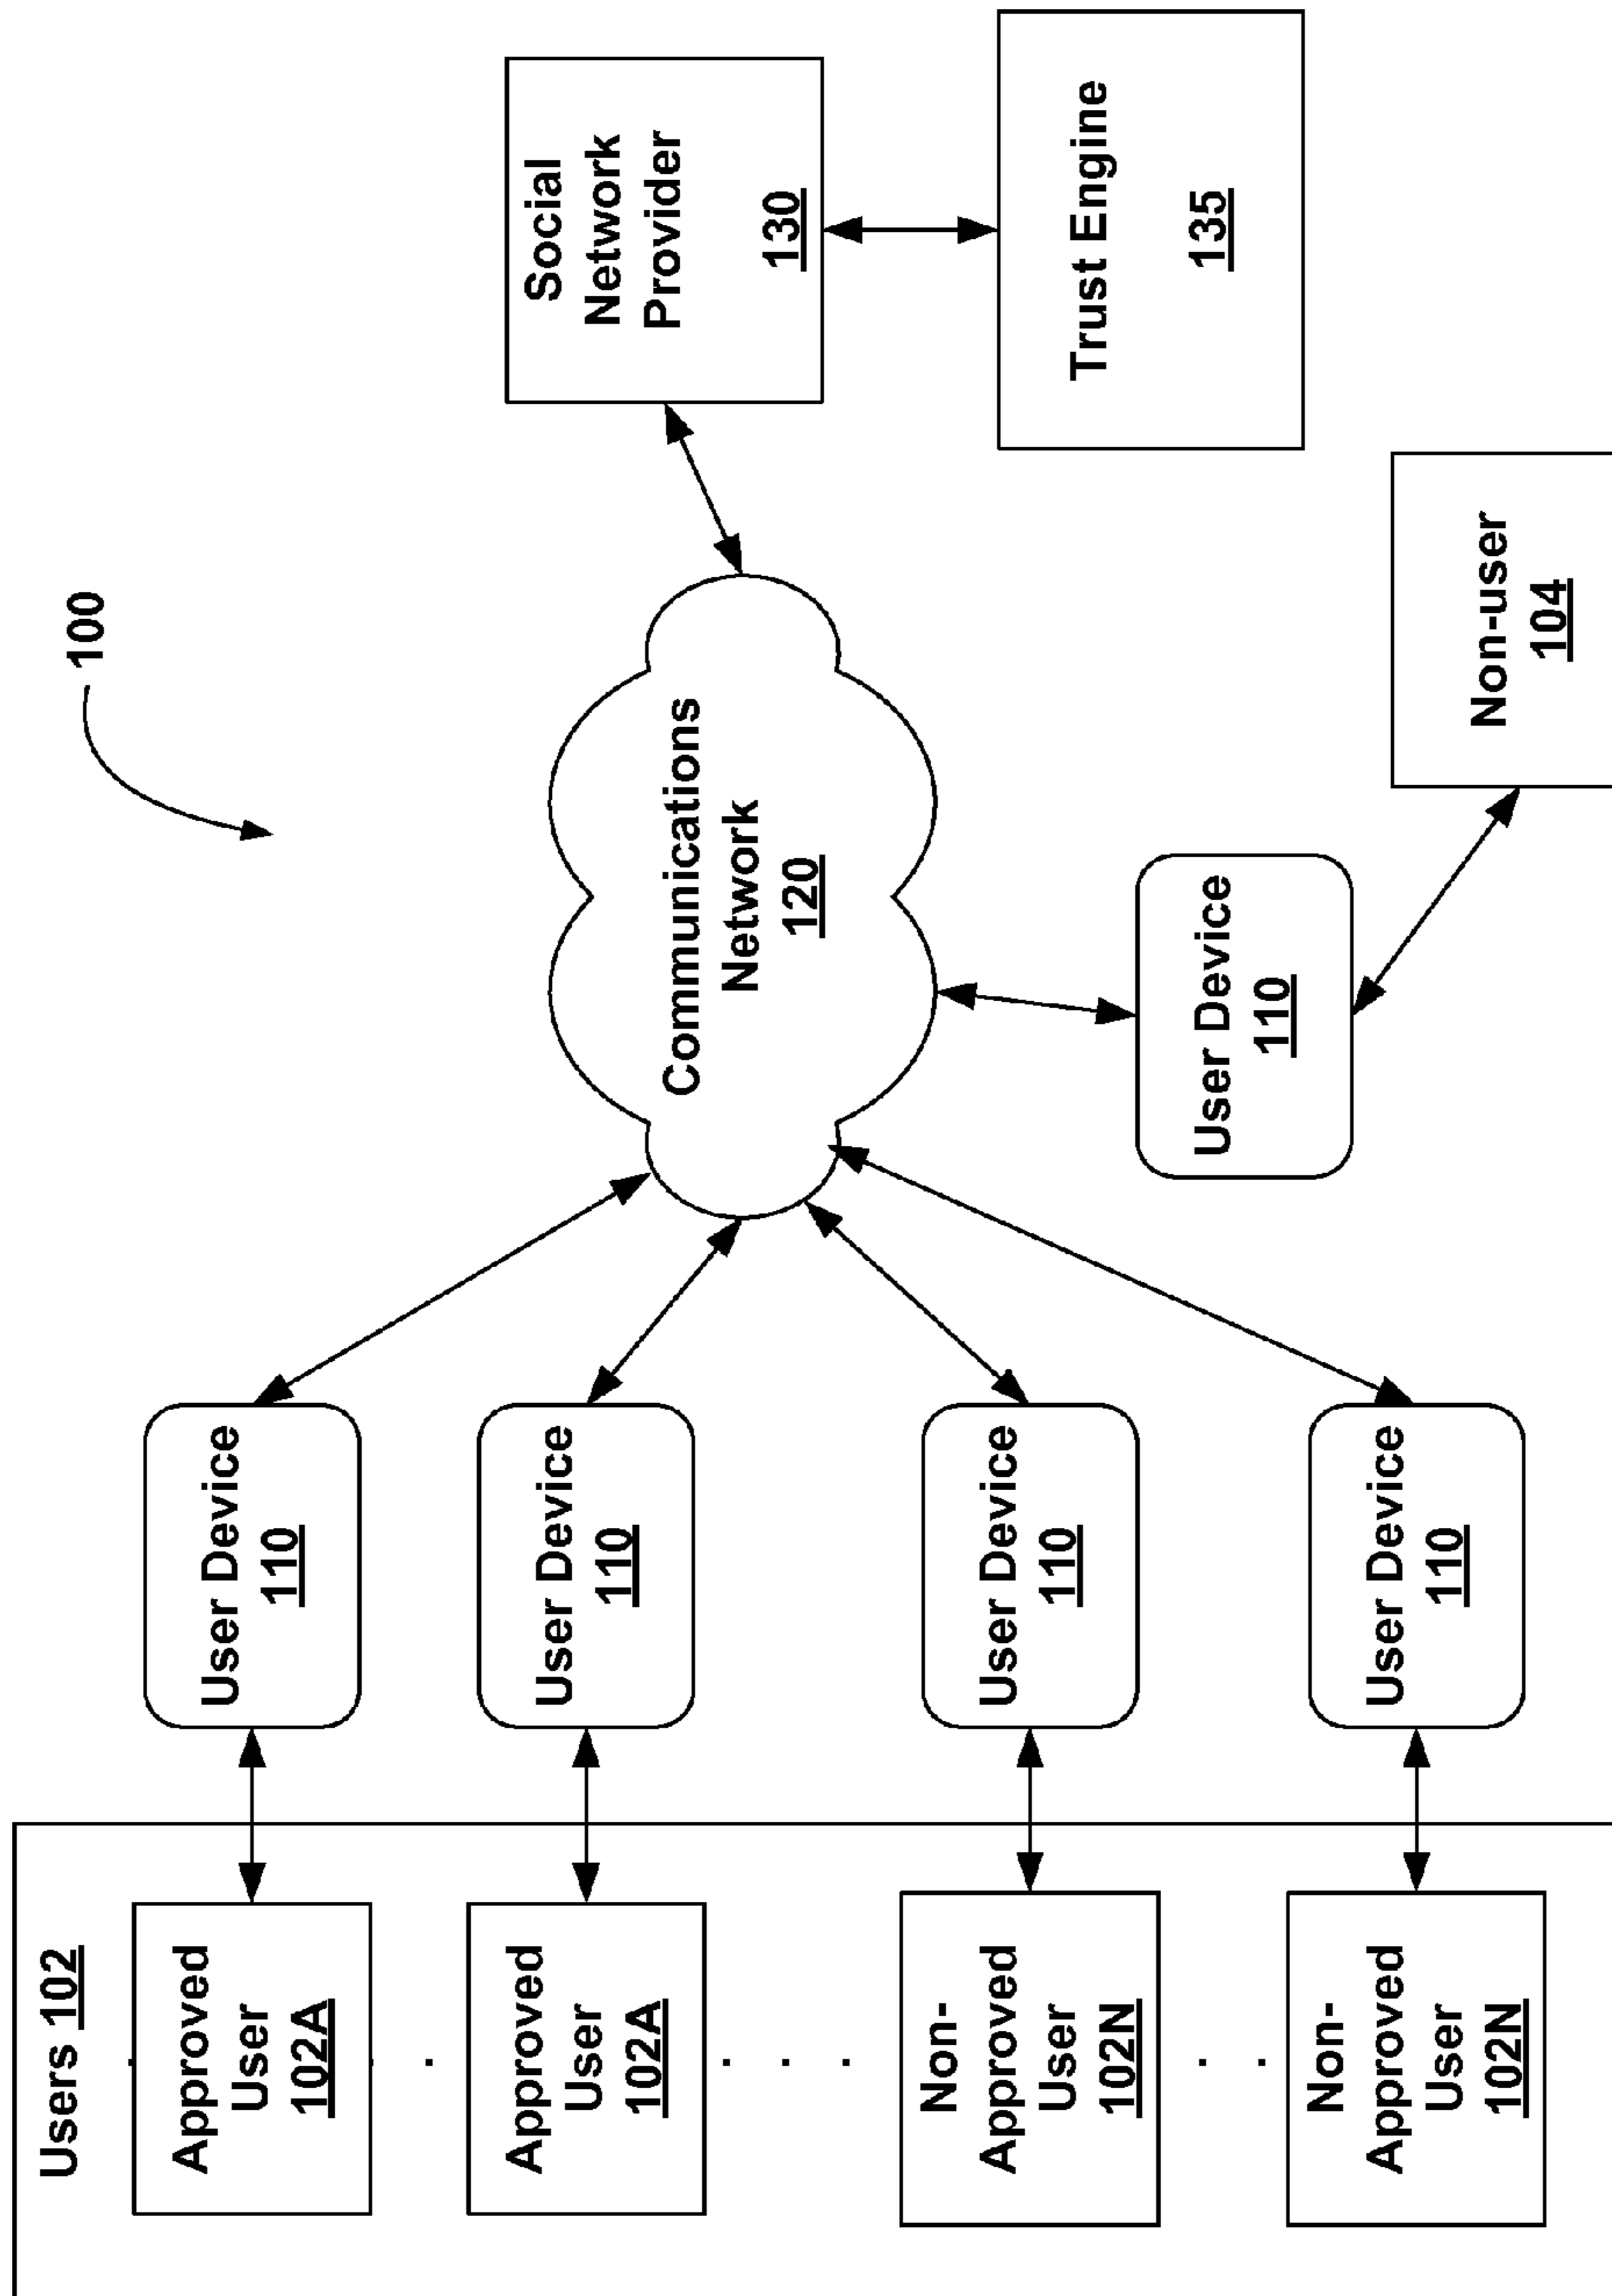 100
Users 102
Approved
User
102A
Approved
User
102A
Non-
Approved
User
102N
Non-
Approved
User
102N
User Device
110
User Device
110
User Device
110
User Device
110
Communications
Network
120
User Device
110
Social
Network
Provider
130
Trust Engine
135
Non-user
104